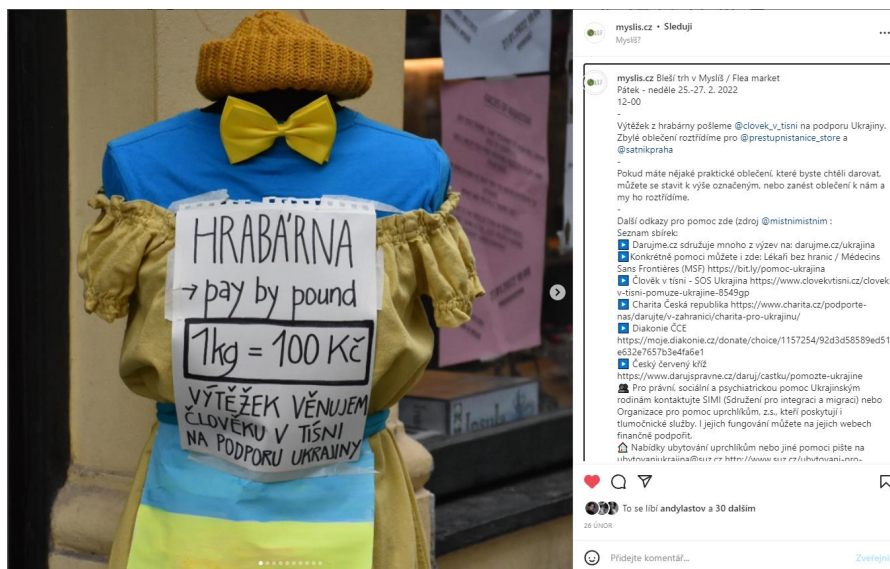 HRABÁRNA
→ pay by pound
1kg = 100 Kč
VÝTĚŽEK VĚNUJEM
ČLOVĚKU V TÍSNI
NA PODPORU UKRAJINY
myslis.cz • Sleduji
Myslíš?
myslis.cz Bleší trh v Myslíš / Flea market
Pátek - neděle 25.-27. 2. 2022
12-00
-
Výtěžek z hrabárny pošleme @clovek_v_tisni na podporu Ukrajiny.
Zbylé oblečení roztřídíme pro @prestupnistanice_store a
@satnikpraha
-
Pokud máte nějaké praktické oblečení, které byste chtěli darovat,
můžete se stavit k výše označeným, nebo zanést oblečení k nám a
my ho roztřídíme.
-
Další odkazy pro pomoc zde (zdroj @mistnimistnim :
Seznam sbírek:
▶ Darujme.cz sdružuje mnoho z výzev na: darujme.cz/ukrajina
▶Konkrétně pomoci můžete i zde: Lékaři bez hranic / Médecins
Sans Frontières (MSF) https://bit.ly/pomoc-ukrajina
▶ Člověk v tísni - SOS Ukrajina https://www.clovekvtisni.cz/clovek-
v-tisni-pomuze-ukrajine-8549gp
▶ Charita Česká republika https://www.charita.cz/podporte-
nas/darujte/v-zahranici/charita-pro-ukrajinu/
▶ Diakonie ČCE
https://moje.diakonie.cz/donate/choice/1157254/92d3d58589ed51
e632e7657b3e4fa6e1
▶ Český červený kříž
https://www.darujspravne.cz/daruj/castku/pomozte-ukrajine
👥 Pro právní, sociální a psychiatrickou pomoc Ukrajinským
rodinám kontaktujte SIMI (Sdružení pro integraci a migraci) nebo
Organizace pro pomoc uprchlíkům, z.s., kteří poskytují i
tlumočnické služby. I jejich fungování můžete na jejich webech
finančně podpořit.
🏠 Nabídky ubytování uprchlíkům nebo jiné pomoci pište na
ubytovaniukrajina@suz.cz http://www.suz.cz/ubytovani-pro-
To se líbí andylastov a 30 dalším
26 ÚNOR
Přidejte komentář...
Zveřejnit